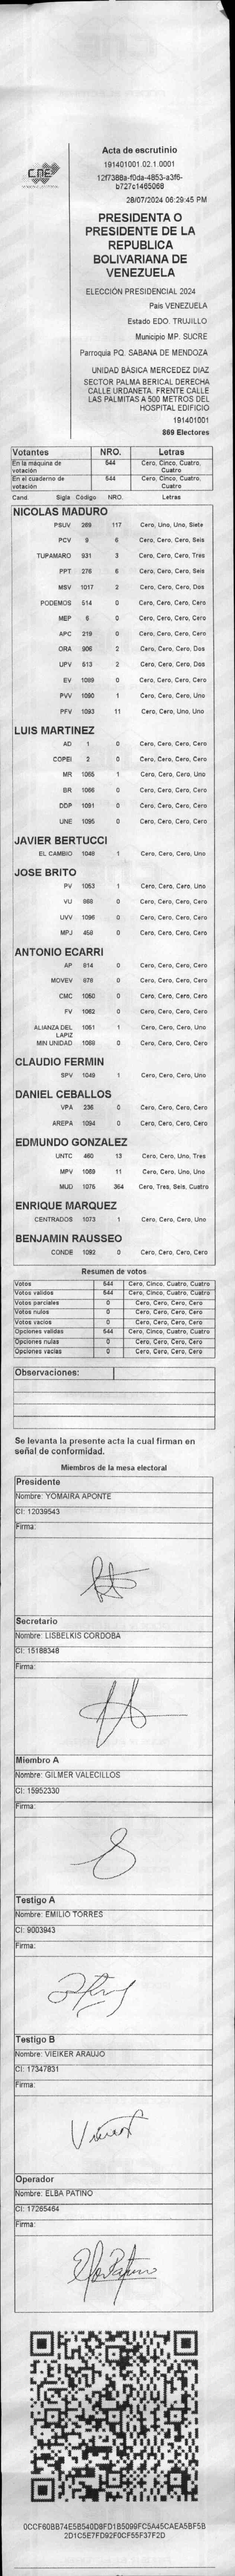 CNE
Acta de escrutinio
191401001.02.1.0001
12f7388a-f0da-4853-a3f6-
b727c1465068
28/07/2024 06:29:45 PM
PRESIDENTA O
PRESIDENTE DE LA
REPUBLICA
BOLIVARIANA DE
VENEZUELA
ELECCIÓN PRESIDENCIAL 2024
Pais VENEZUELA
Estado EDO. TRUJILLO
Municipio MP. SUCRE
Parroquia PQ. SABANA DE MENDOZA
UNIDAD BÁSICA MERCEDEZ DIAZ
SECTOR PALMA BERICAL DERECHA
CALLE URDANETA. FRENTE CALLE
LAS PALMITAS A 500 METROS DEL
HOSPITAL EDIFICIO
191401001
869 Electores
Votantes NRO. Letras
En la máquina de votación 544 Cero, Cinco, Cuatro, Cuatro
En el cuaderno de votación 544 Cero, Cinco, Cuatro, Cuatro
Cand Sigla Código NRO. Letras
NICOLAS MADURO
PSUV 269 117 Cero, Uno, Uno, Siete
PCV 9 6 Cero, Cero, Cero, Seis
TUPAMARO 931 3 Cero, Cero, Cero, Tres
PPT 276 6 Cero, Cero, Cero, Seis
MSV 1017 2 Cero, Cero, Cero, Dos
PODEMOS 514 0 Cero, Cero, Cero, Cero
MEP 6 0 Cero, Cero, Cero, Cero
APC 219 0 Cero, Cero, Cero, Cero
ORA 906 2 Cero, Cero, Cero, Dos
UPV 513 2 Cero, Cero, Cero, Dos
EV 1089 0 Cero, Cero, Cero, Cero
PVV 1090 1 Cero, Cero, Cero, Uno
PFV 1093 11 Cero, Cero, Uno, Uno
LUIS MARTINEZ
AD 1 0 Cero, Cero, Cero, Cero
COPEI 2 0 Cero, Cero, Cero, Cero
MR 1065 1 Cero, Cero, Cero, Uno
BR 1066 0 Cero, Cero, Cero, Cero
DDP 1091 0 Cero, Cero, Cero, Cero
UNE 1095 0 Cero, Cero, Cero, Cero
JAVIER BERTUCCI
EL CAMBIO 1048 1 Cero, Cero, Cero, Uno
JOSE BRITO
PV 1053 1 Cero, Cero, Cero, Uno
VU 868 0 Cero, Cero, Cero, Cero
UVV 1096 0 Cero, Cero, Cero, Cero
MPJ 458 0 Cero, Cero, Cero, Cero
ANTONIO ECARRI
AP 814 0 Cero, Cero, Cero, Cero
MOVEV 878 0 Cero, Cero, Cero, Cero
CMC 1050 0 Cero, Cero, Cero, Cero
FV 1062 0 Cero, Cero, Cero, Cero
ALIANZA DEL LAPIZ 1061 1 Cero, Cero, Cero, Uno
MIN UNIDAD 1088 0 Cero, Cero, Cero, Cero
CLAUDIO FERMIN
SPV 1049 1 Cero, Cero, Cero, Uno
DANIEL CEBALLOS
VPA 236 0 Cero, Cero, Cero, Cero
AREPA 1094 0 Cero, Cero, Cero, Cero
EDMUNDO GONZALEZ
UNTC 460 13 Cero, Cero, Uno, Tres
MPV 1069 11 Cero, Cero, Uno, Uno
MUD 1075 364 Cero, Tres, Seis, Cuatro
ENRIQUE MARQUEZ
CENTRADOS 1073 1 Cero, Cero, Cero, Uno
BENJAMIN RAUSSEO
CONDE 1092 0 Cero, Cero, Cero, Cero
Resumen de votos
Votos 544 Cero, Cinco, Cuatro, Cuatro
Votos validos 544 Cero, Cinco, Cuatro, Cuatro
Votos parciales 0 Cero, Cero, Cero, Cero
Votos nulos 0 Cero, Cero, Cero, Cero
Votos vacios 0 Cero, Cero, Cero, Cero
Opciones validas 544 Cero, Cinco, Cuatro, Cuatro
Opciones nulas 0 Cero, Cero, Cero, Cero
Opciones vacias 0 Cero, Cero, Cero, Cero
Observaciones:
Se levanta la presente acta la cual firman en
señal de conformidad.
Miembros de la mesa electoral
Presidente
Nombre: YOMAIRA APONTE
CI: 12039543
Firma:
Secretario
Nombre: LISBELKIS CORDOBA
CI: 15188348
Firma:
Miembro A
Nombre: GILMER VALECILLOS
CI: 15952330
Firma:
Testigo A
Nombre: EMILIO TORRES
CI: 9003943
Firma:
Testigo B
Nombre: VIEIKER ARAUJO
CI: 17347831
Firma:
Operador
Nombre: ELBA PATIÑO
CI: 17265464
Firma:
0CCF60BB74E5B540D8FD1B5099FC5A45CAEA5BF5B
2D1C5E7FD92F0CF55F37F2D